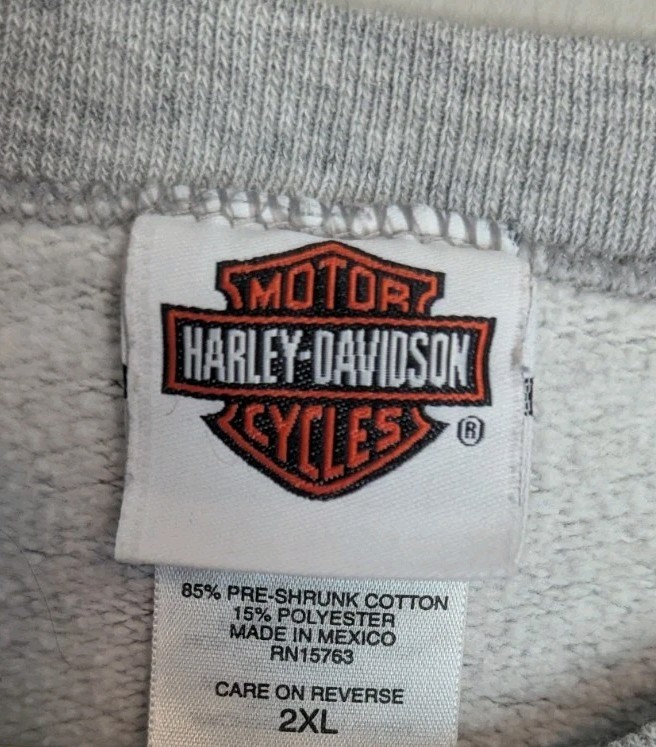 MOTOR
HARLEY-DAVIDSON
CYCLES
®
85% PRE-SHRUNK COTTON
15% POLYESTER
MADE IN MEXICO
RN15763
CARE ON REVERSE
2XL